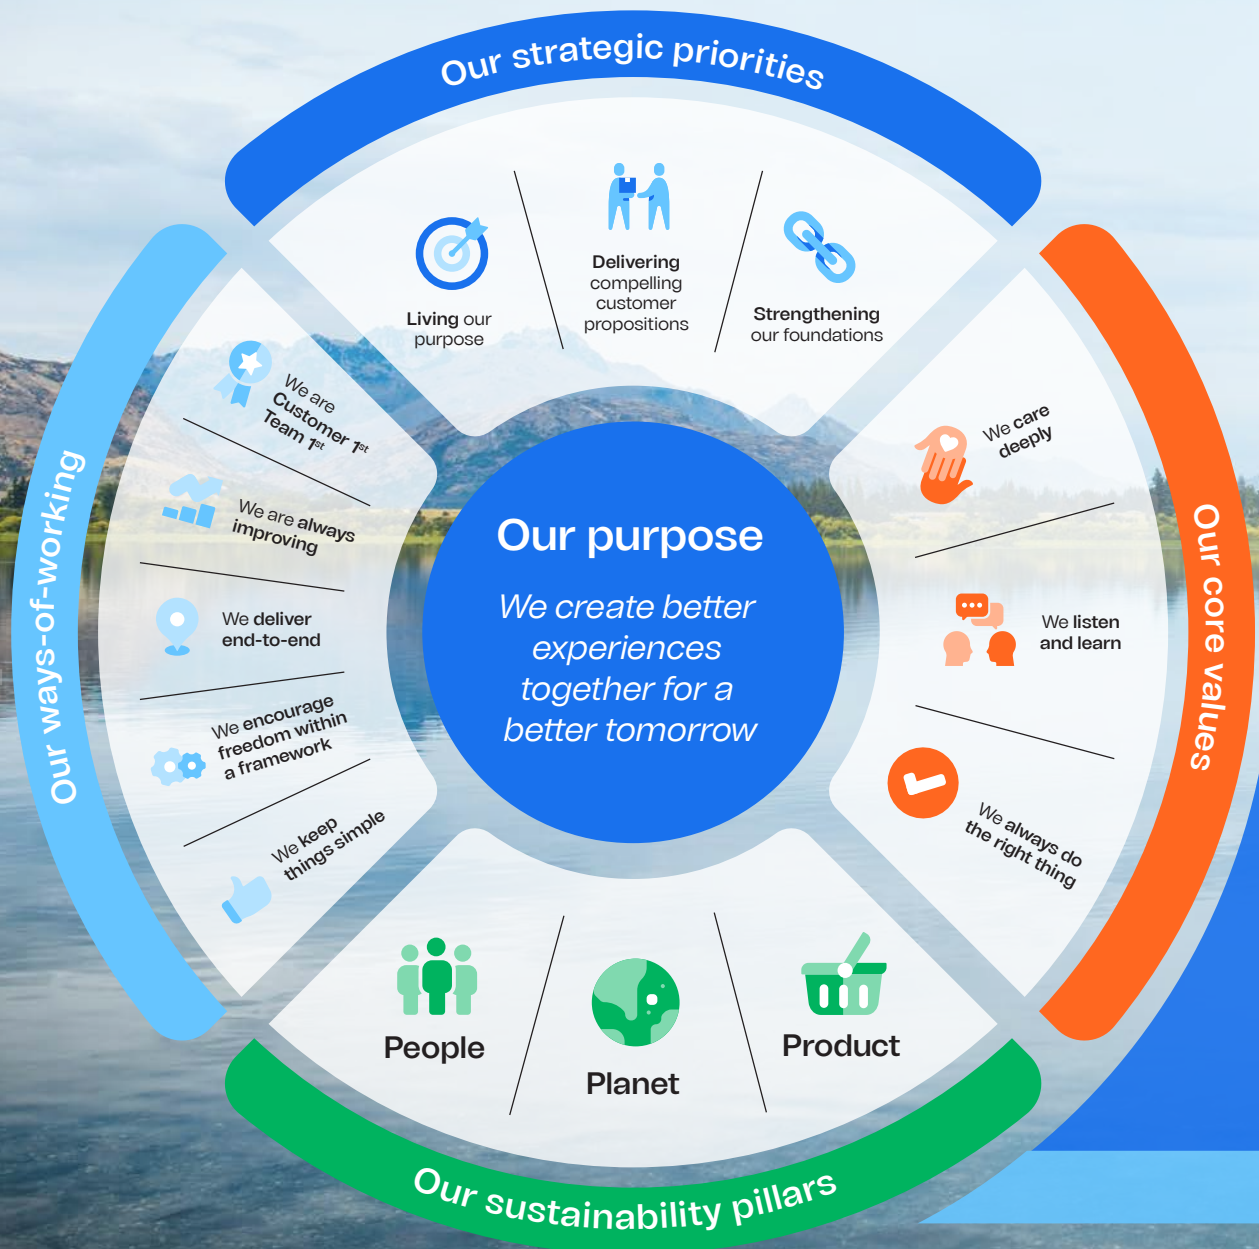 Our strategic priorities
Living our
purpose
Delivering
compelling
customer
propositions
Strengthening
our foundations
Our ways-of-working
We are
Customer 1st
Team 1st
We are always
improving
We deliver
end-to-end
We encourage
freedom within
a framework
We keep
things simple
Our purpose
We create better
experiences
together for a
better tomorrow
Our core values
We care
deeply
We listen
and learn
We always do
the right thing
People
Planet
Product
Our sustainability pillars